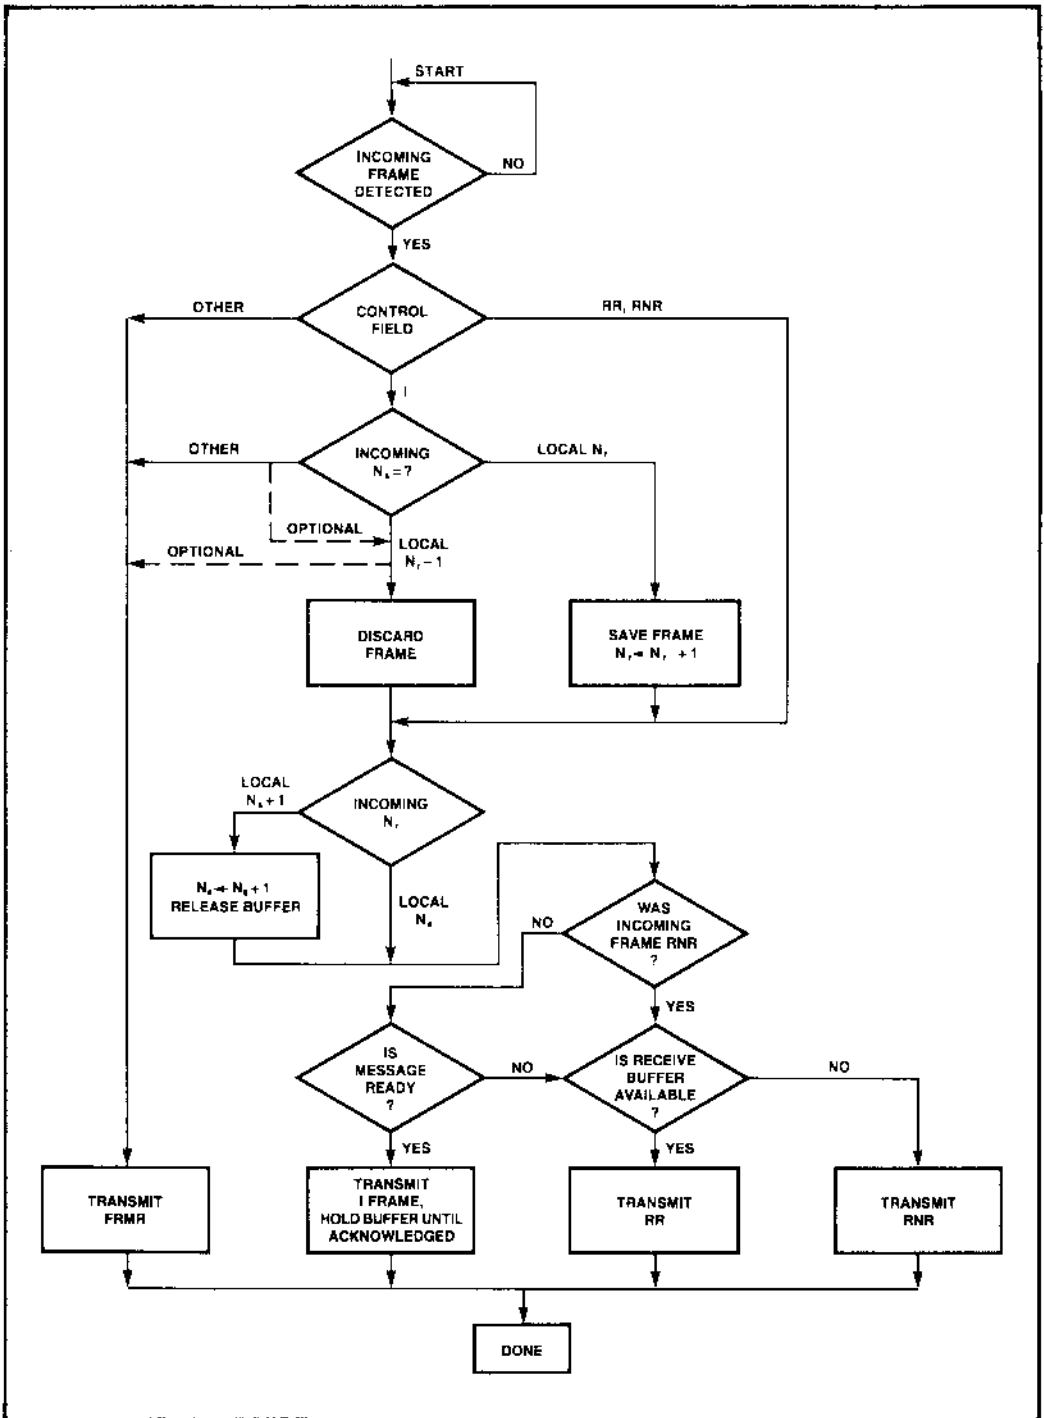 START
INCOMING
FRAME
DETECTED
NO
YES
OTHER
CONTROL
FIELD
RR, RNR
I
OTHER
INCOMING
Nₛ = ?
LOCAL Nᵣ
OPTIONAL
OPTIONAL
LOCAL
Nᵣ − 1
DISCARD
FRAME
SAVE FRAME
Nᵣ ← Nᵣ + 1
LOCAL
Nₛ + 1
INCOMING
Nᵣ
Nₛ ← Nₛ + 1
RELEASE BUFFER
LOCAL
Nₛ
NO
WAS
INCOMING
FRAME RNR
?
YES
IS
MESSAGE
READY
?
NO
IS RECEIVE
BUFFER
AVAILABLE
?
NO
YES
YES
TRANSMIT
FRMR
TRANSMIT
I FRAME,
HOLD BUFFER UNTIL
ACKNOWLEDGED
TRANSMIT
RR
TRANSMIT
RNR
DONE